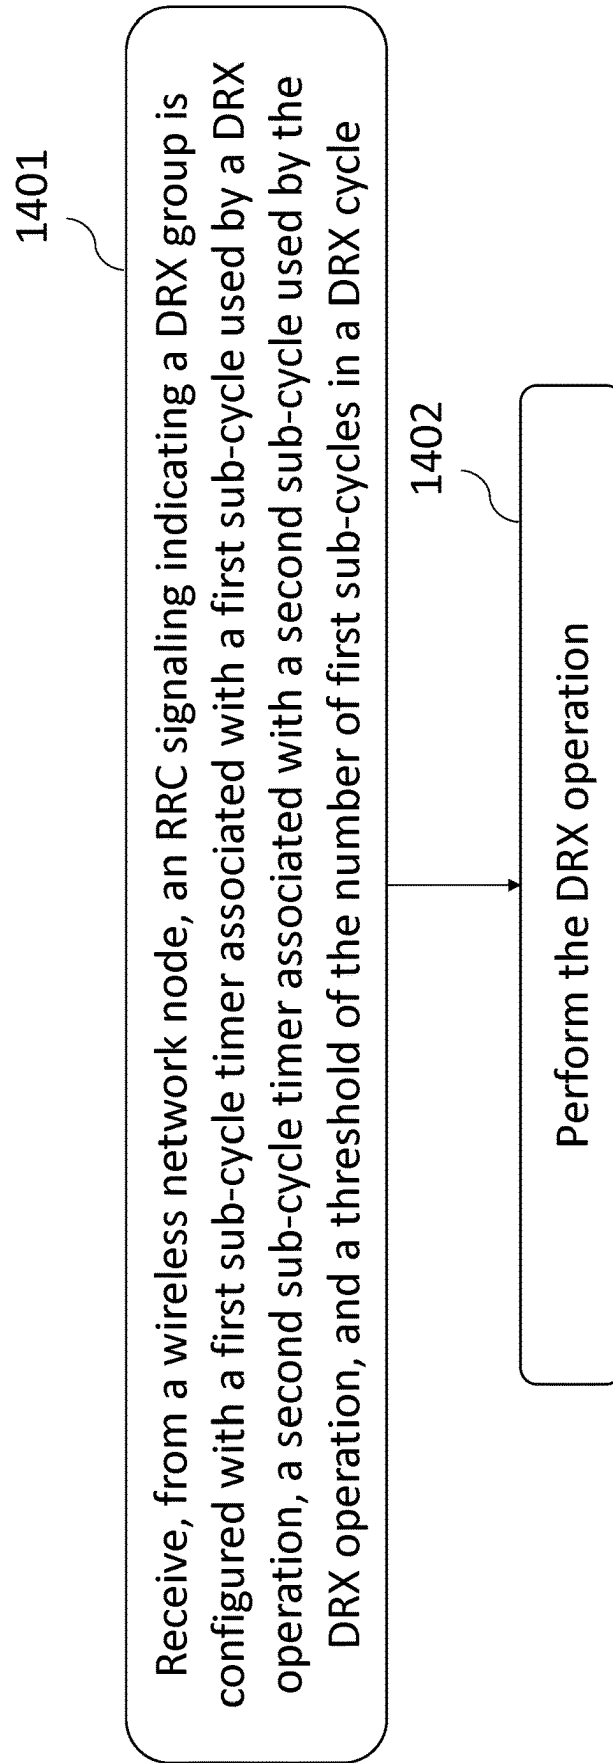 1401
Receive, from a wireless network node, an RRC signaling indicating a DRX group is
configured with a first sub-cycle timer associated with a first sub-cycle used by a DRX
operation, a second sub-cycle timer associated with a second sub-cycle used by the
DRX operation, and a threshold of the number of first sub-cycles in a DRX cycle
1402
Perform the DRX operation